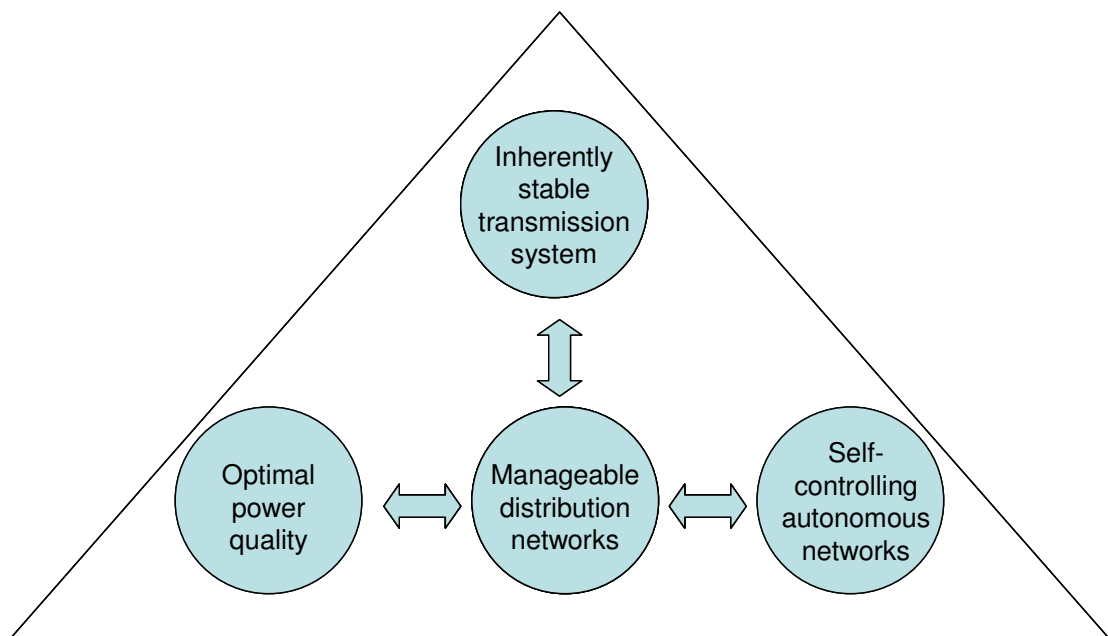 Inherently
stable
transmission
system
Optimal
power
quality
Manageable
distribution
networks
Self-
controlling
autonomous
networks